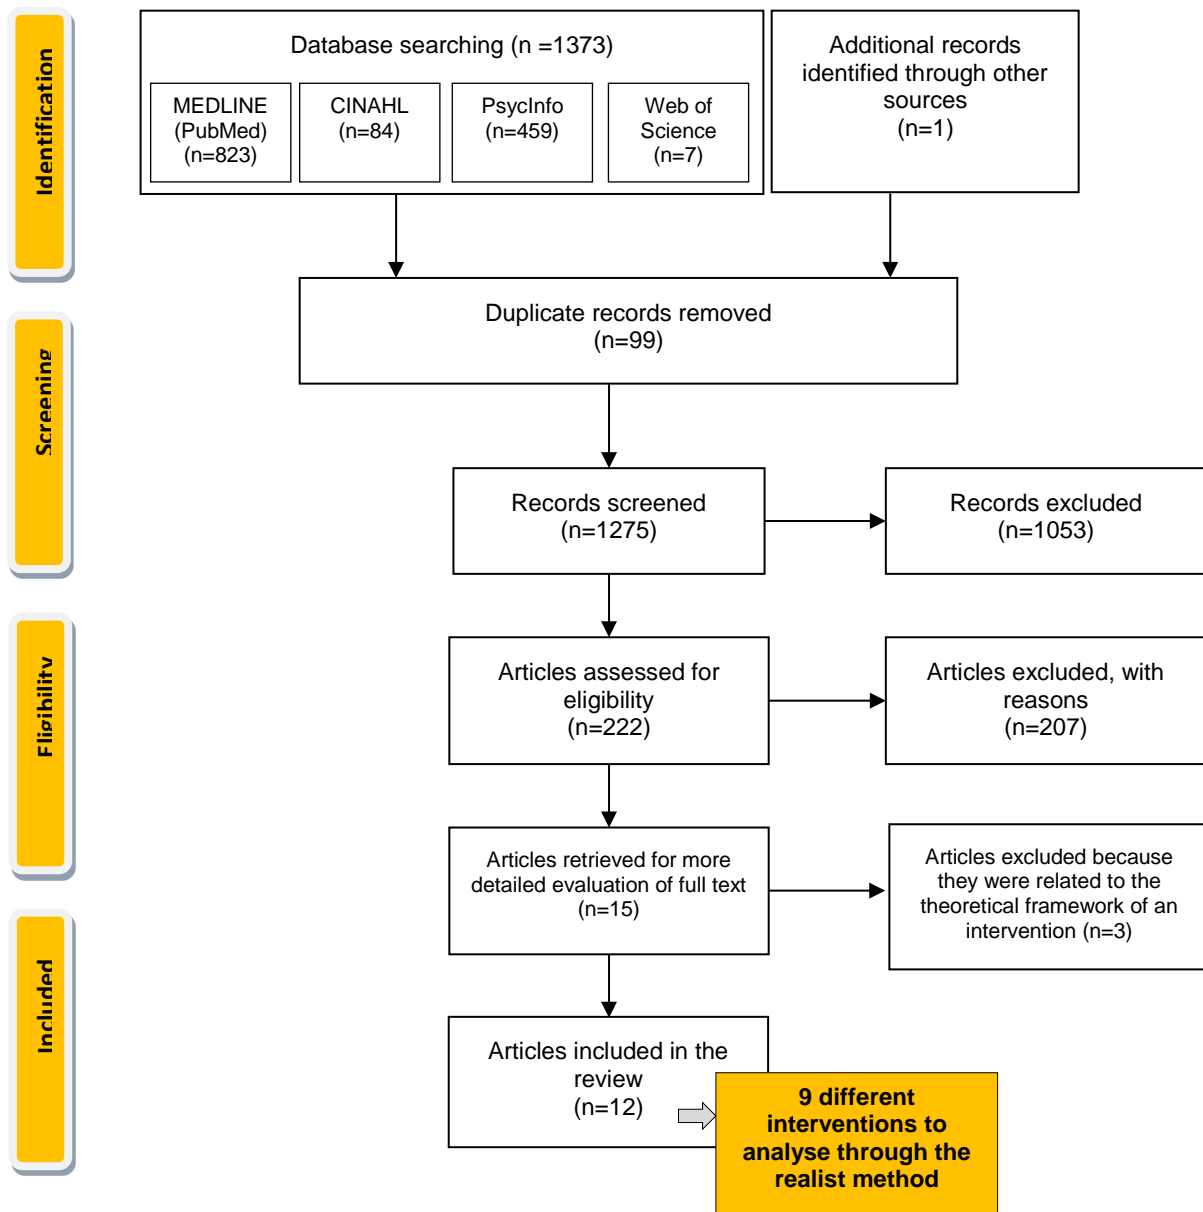 Identification
Database searching (n =1373)
MEDLINE
(PubMed)
(n=823)
CINAHL
(n=84)
PsycInfo
(n=459)
Web of
Science
(n=7)
Additional records
identified through other
sources
(n=1)
Duplicate records removed
(n=99)
Screening
Records screened
(n=1275)
Records excluded
(n=1053)
Eligibility
Articles assessed for
eligibility
(n=222)
Articles excluded, with
reasons
(n=207)
Articles retrieved for more
detailed evaluation of full text
(n=15)
Articles excluded because
they were related to the
theoretical framework of an
intervention (n=3)
Included
Articles included in the
review
(n=12)
9 different
interventions to
analyse through the
realist method